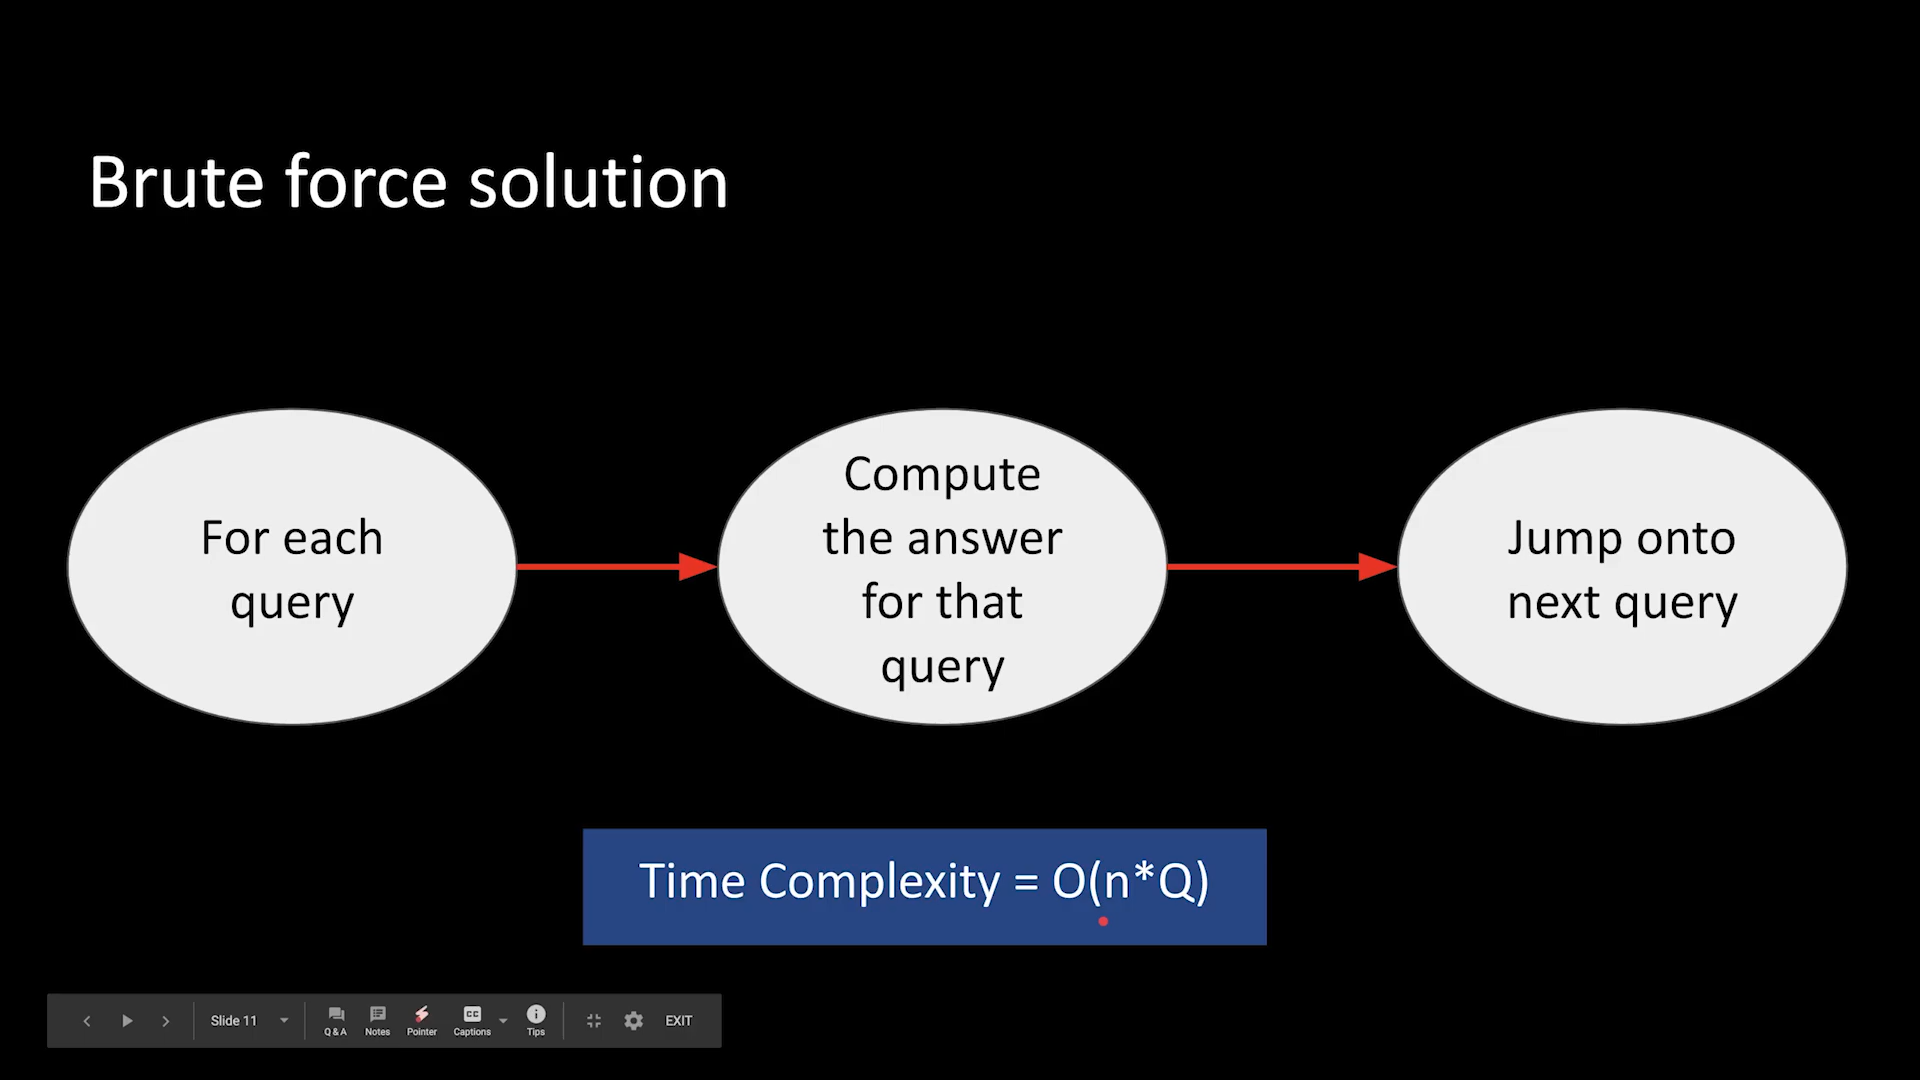 Brute force solution
For each
query
Compute
the answer
for that
query
Jump onto
next query
Time Complexity = O(n*Q)
Slide 11
Q & A
Notes
Pointer
CC
Captions
Tips
EXIT